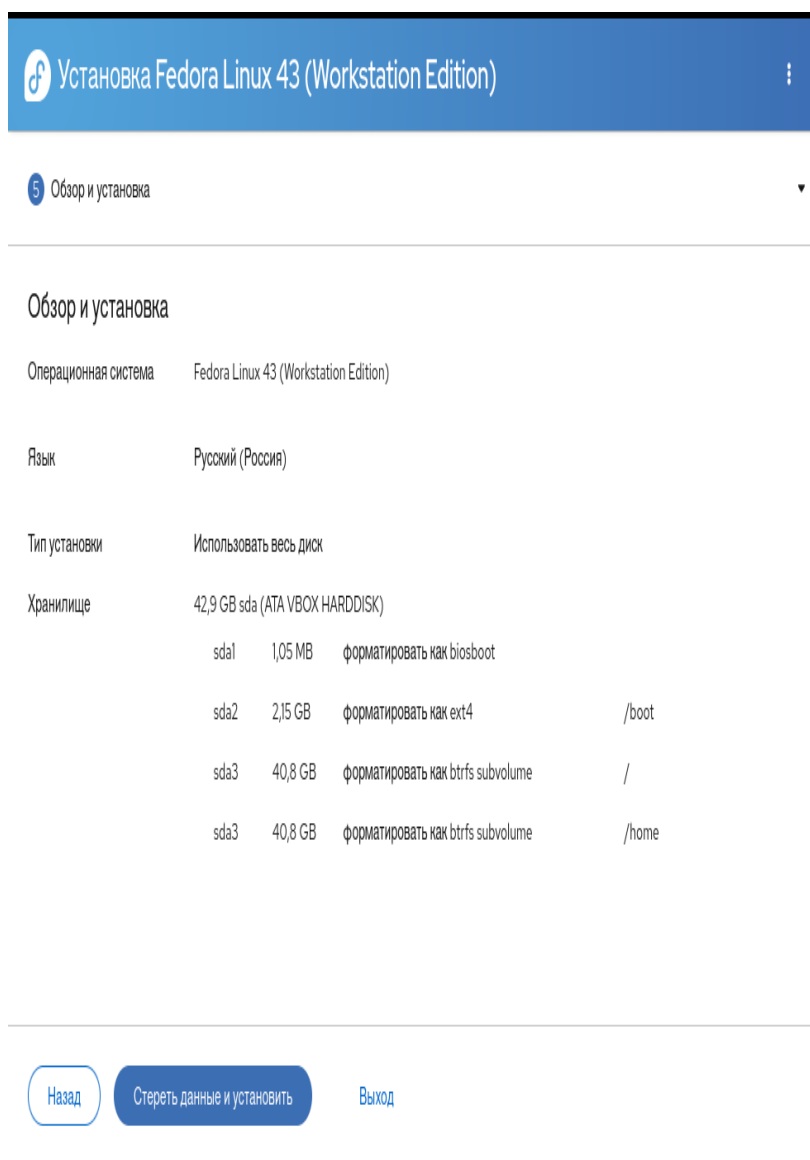 Установка Fedora Linux 43 (Workstation Edition)
5 Обзор и установка
Обзор и установка
Операционная система Fedora Linux 43 (Workstation Edition)
Язык Русский (Россия)
Тип установки Использовать весь диск
Хранилище 42,9 GB sda (ATA VBOX HARDDISK)
sda1 1,05 MB форматировать как biosboot
sda2 2,15 GB форматировать как ext4 /boot
sda3 40,8 GB форматировать как btrfs subvolume /
sda3 40,8 GB форматировать как btrfs subvolume /home
Назад Стереть данные и установить Выход